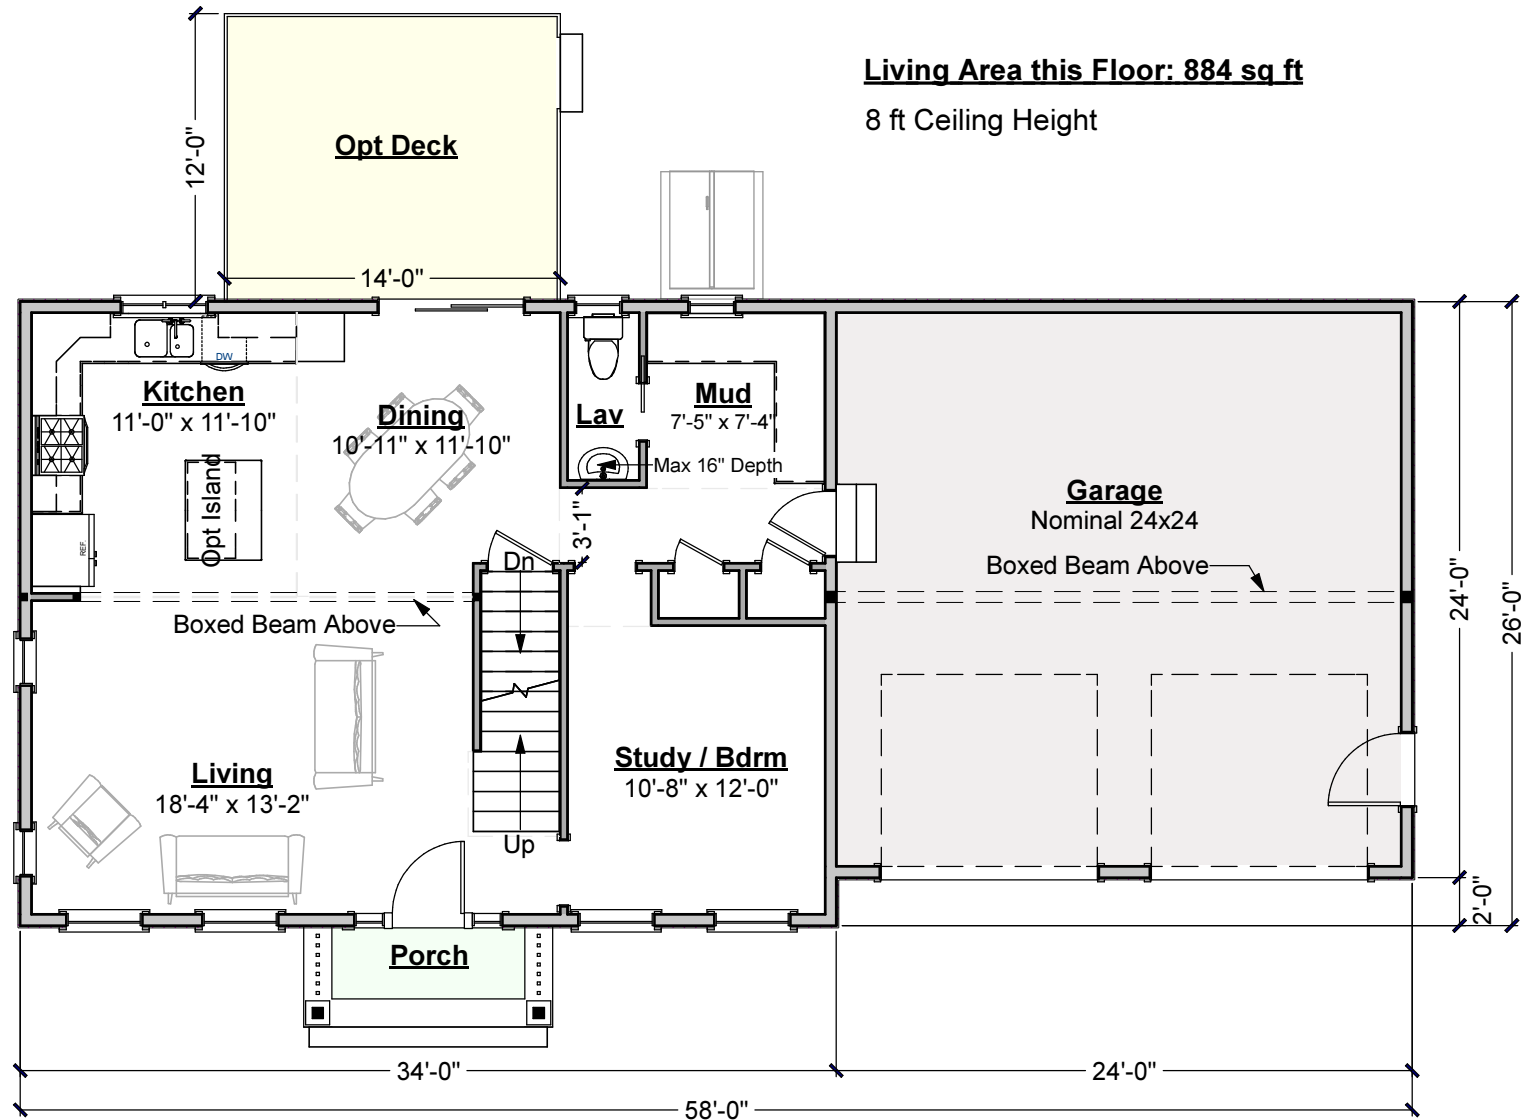 Living Area this Floor: 884 sq ft
8 ft Ceiling Height
12'-0"
Opt Deck
14'-0"
DW
Kitchen
11'-0" x 11'-10"
Dining
10'-11" x 11'-10"
Lav
Mud
7'-5" x 7'-4"
Max 16" Depth
Opt Island
REF.
3'-1"
Dn
Garage
Nominal 24x24
Boxed Beam Above
Boxed Beam Above
24'-0"
26'-0"
Living
18'-4" x 13'-2"
Study / Bdrm
10'-8" x 12'-0"
Up
2'-0"
Porch
34'-0"
24'-0"
58'-0"